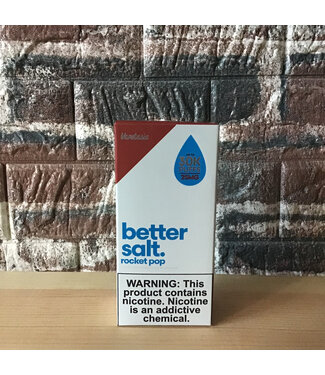 better
salt.
rocket pop
WARNING: This
product contains
nicotine. Nicotine
is an addictive
chemical.